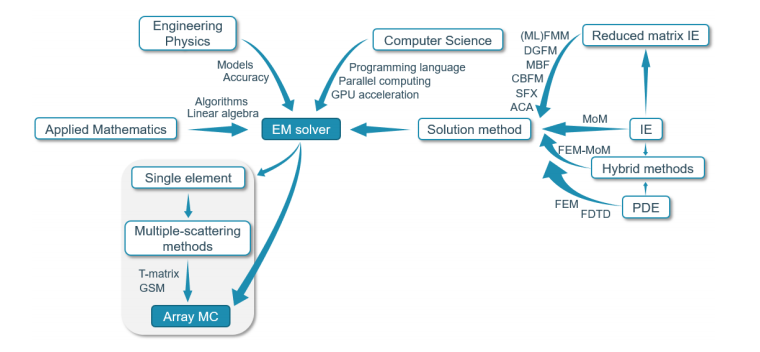 Engineering
Physics
Models
Accuracy
Computer Science
Programming language
Parallel computing
GPU acceleration
Applied Mathematics
Algorithms
Linear algebra
EM solver
Solution method
(ML)FMM
DGFM
MBF
CBFM
SFX
ACA
Reduced matrix IE
MoM
IE
FEM-MoM
Hybrid methods
FEM
FDTD
PDE
Single element
Multiple-scattering
methods
T-matrix
GSM
Array MC